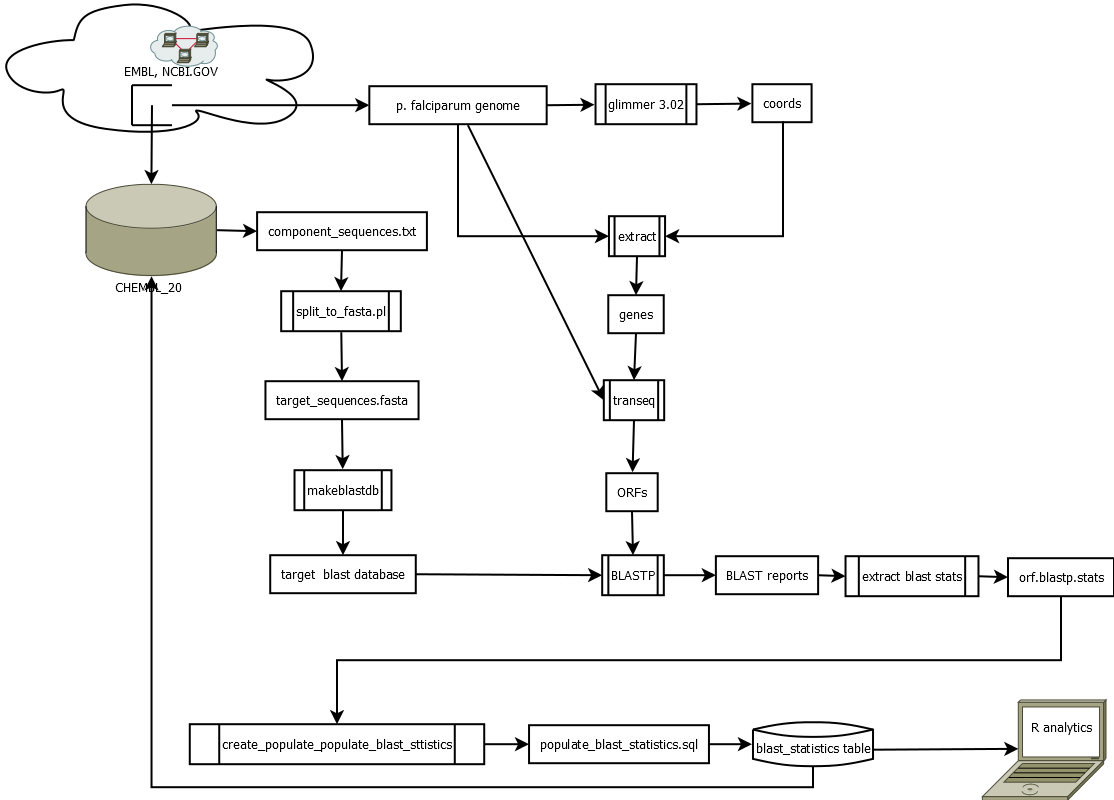 EMBL, NCBI.GOV
p. falciparum genome
glimmer 3.02
coords
component_sequences.txt
extract
CHEMBL_20
split_to_fasta.pl
genes
target_sequences.fasta
transeq
makeblastdb
ORFs
target blast database
BLASTP
BLAST reports
extract blast stats
orf.blastp.stats
create_populate_populate_blast_sttistics
populate_blast_statistics.sql
blast_statistics table
R analytics